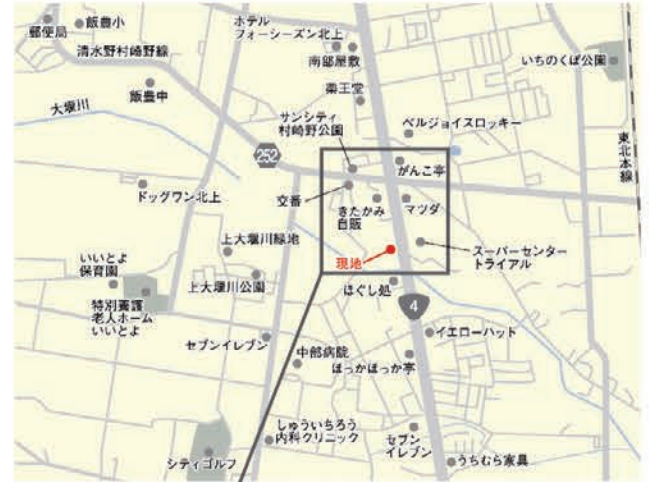 郵便局
飯豊小
清水野村崎野線
飯豊中
大堰川
ホテル
フォーシーズン北上
南部屋敷
薬王堂
サンシティ
村崎野公園
252
交番
ドッグワン北上
ベルジョイスロッキー
いちのくぼ公園
東北本線
がんこ亭
きたかみ
自販
マツダ
スーパーセンター
トライアル
現地
上大堰川緑地
いいとよ
保育園
特別養護
老人ホーム
いいとよ
上大堰川公園
ほぐし処
4
イエローハット
セブンイレブン
中部病院
ほっかほっか亭
しゅういちろう
内科クリニック
セブン
イレブン
シティゴルフ
うちむら家具